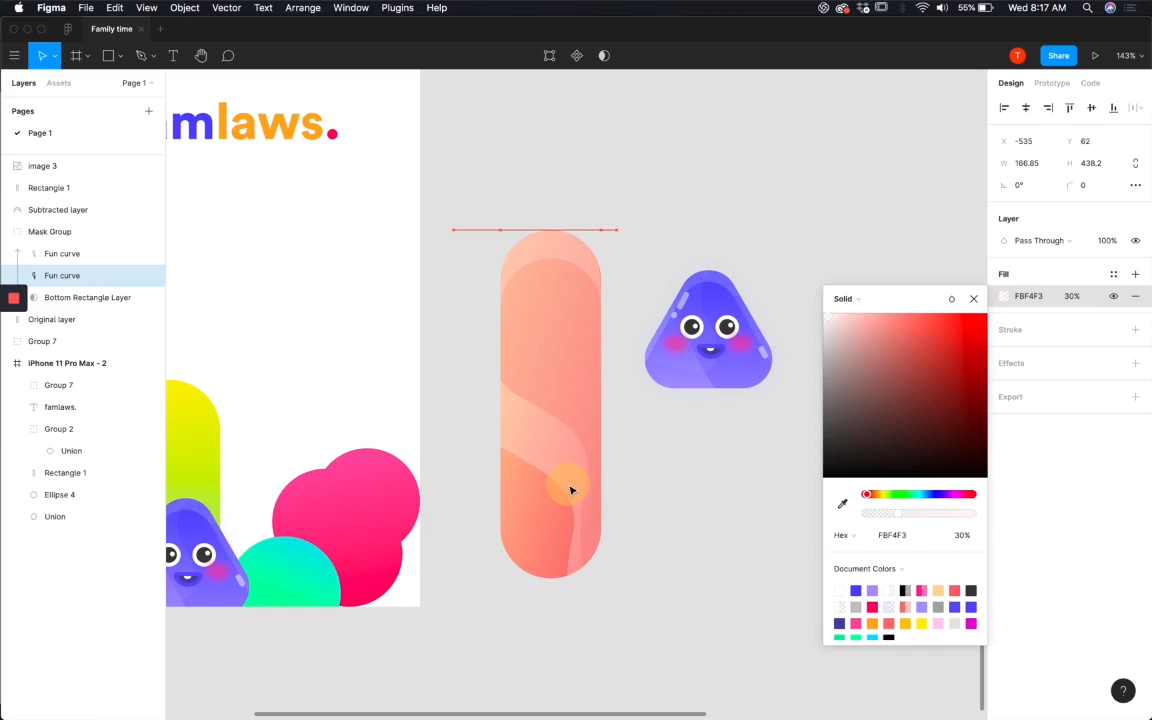 Figma File Edit View Object Vector Text Arrange Window Plugins Help
55% Wed 8:17 AM
Family time
T Share 143%
Layers Assets Page 1
Pages
Page 1
image 3
Rectangle 1
Subtracted layer
Mask Group
Fun curve
Fun curve
Bottom Rectangle Layer
Original layer
Group 7
iPhone 11 Pro Max - 2
Group 7
famlaws.
Group 2
Union
Rectangle 1
Ellipse 4
Union
mlaws.
Solid
Hex FBF4F3 30%
Document Colors
Design Prototype Code
X -535 Y 62
W 166.85 H 438.2
0° 0
Layer
Pass Through 100%
Fill
FBF4F3 30%
Stroke
Effects
Export
?